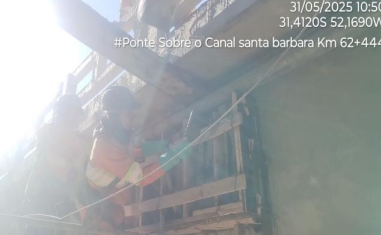 31/05/2025 10:50
31,4120S 52,1690W
#Ponte Sobre o Canal santa barbara Km 62+444